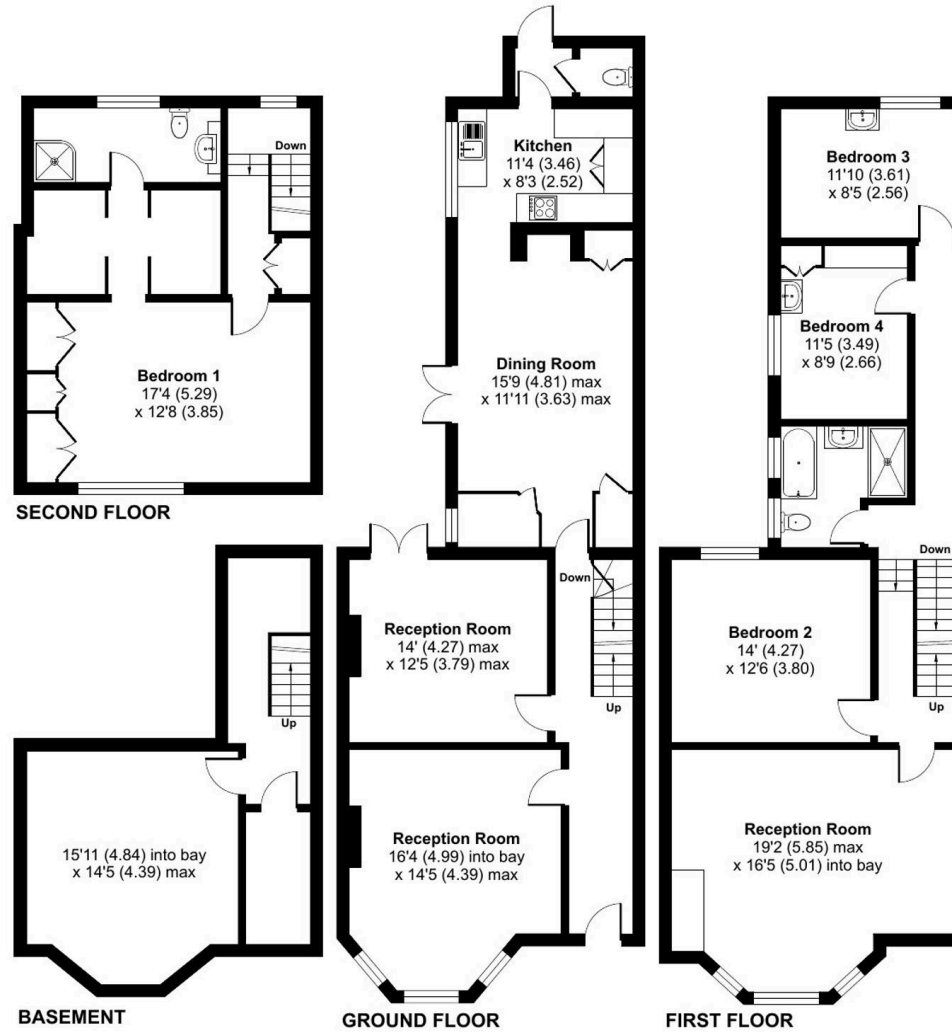 Down
Bedroom 1
17'4 (5.29)
x 12'8 (3.85)
SECOND FLOOR
Up
15'11 (4.84) into bay
x 14'5 (4.39) max
BASEMENT
Kitchen
11'4 (3.46)
x 8'3 (2.52)
Dining Room
15'9 (4.81) max
x 11'11 (3.63) max
Down
Reception Room
14' (4.27) max
x 12'5 (3.79) max
Up
Reception Room
16'4 (4.99) into bay
x 14'5 (4.39) max
GROUND FLOOR
Bedroom 3
11'10 (3.61)
x 8'5 (2.56)
Bedroom 4
11'5 (3.49)
x 8'9 (2.66)
Down
Bedroom 2
14' (4.27)
x 12'6 (3.80)
Up
Reception Room
19'2 (5.85) max
x 16'5 (5.01) into bay
FIRST FLOOR